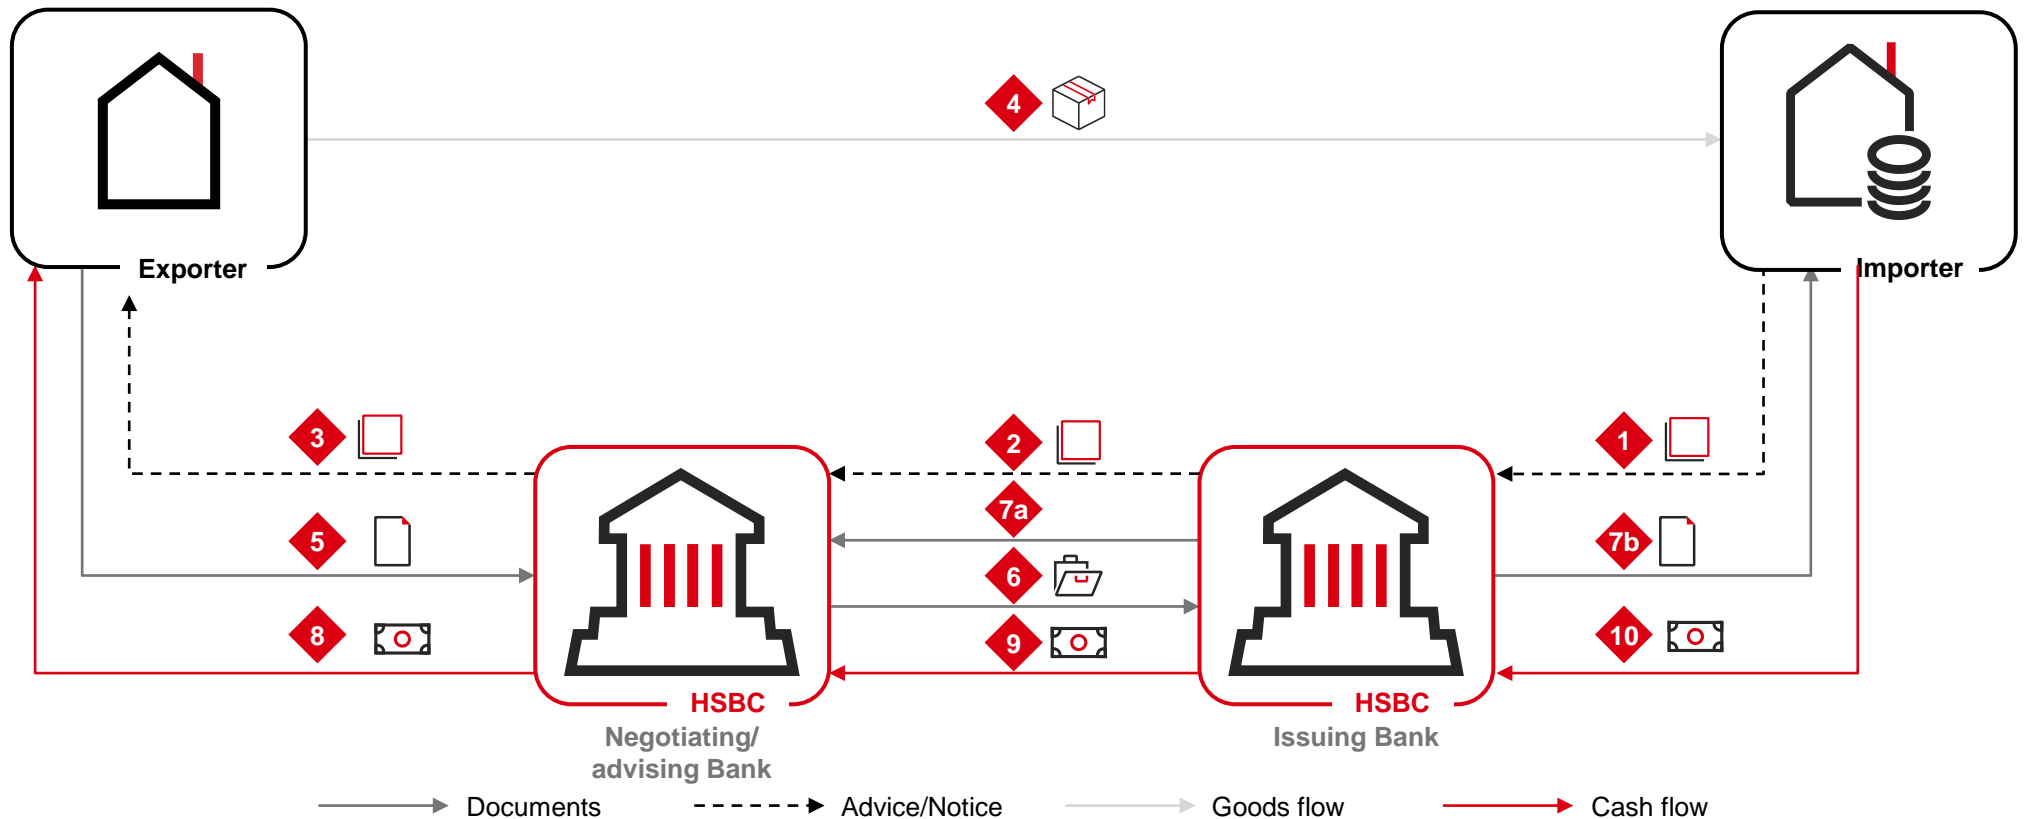 4
Exporter
Importer
3
2
1
7a
5
7b
6
8
9
10
HSBC
HSBC
Negotiating/
advising Bank
Issuing Bank
Documents
Advice/Notice
Goods flow
Cash flow